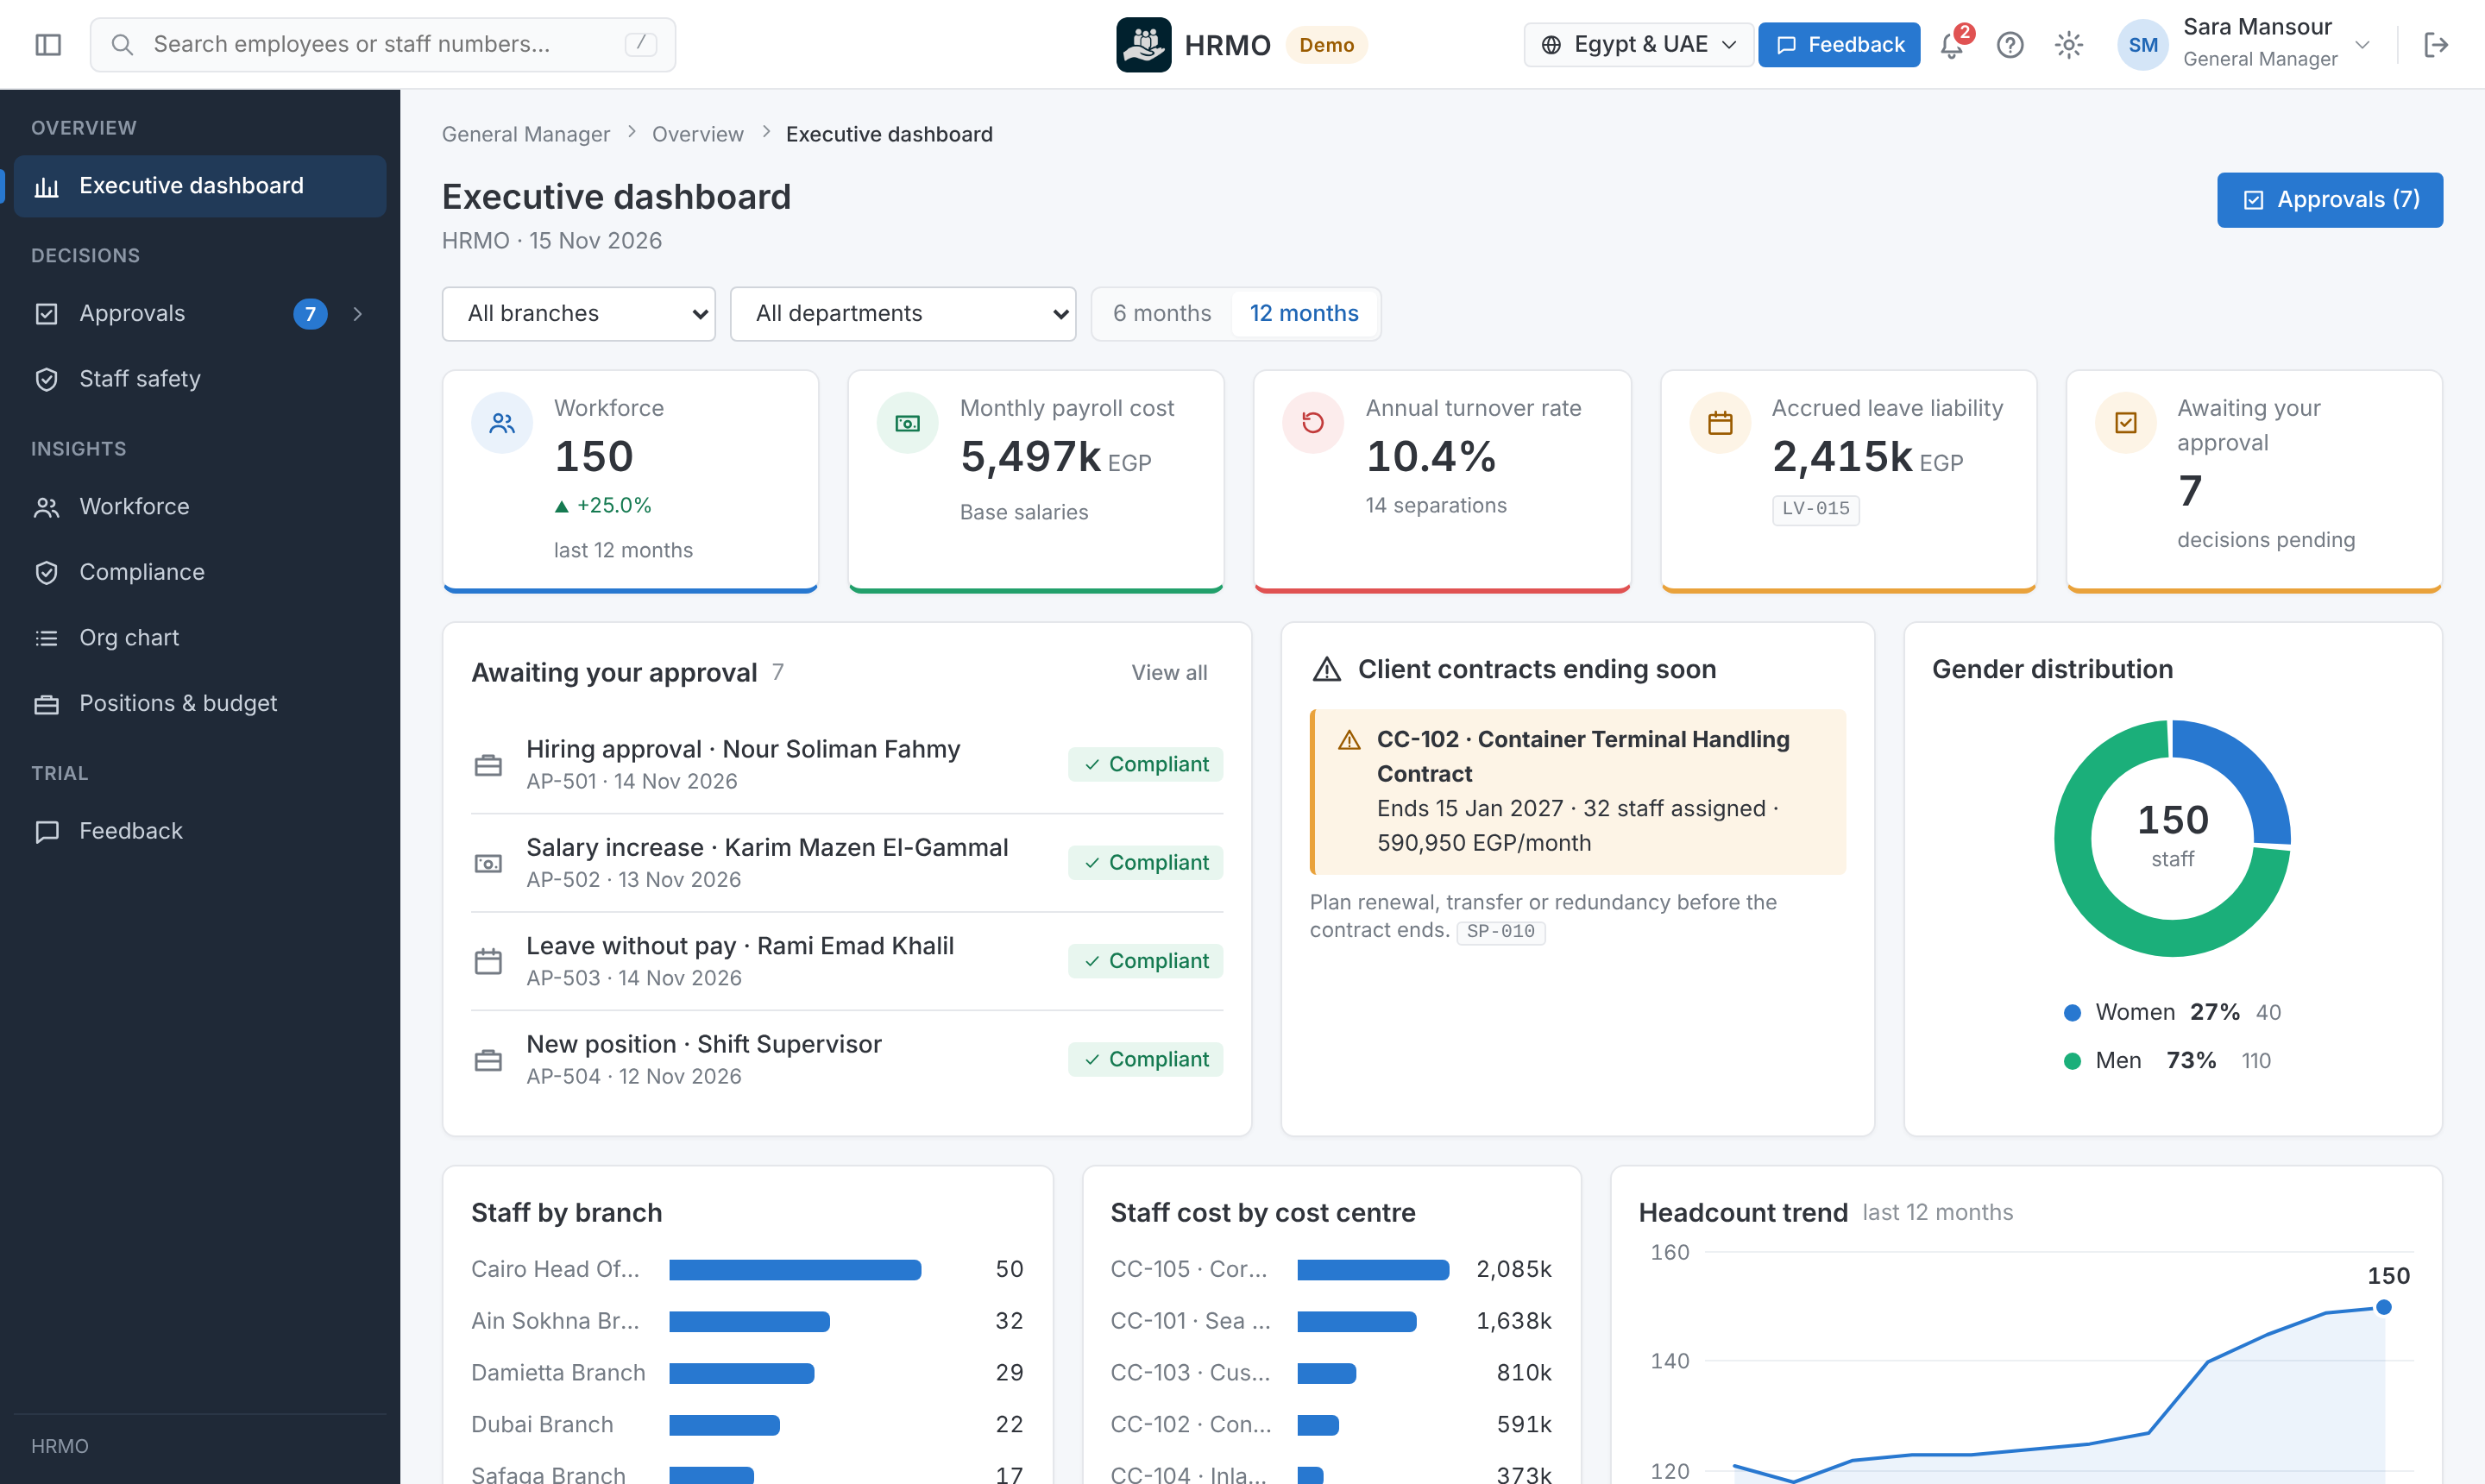 Search employees or staff numbers... /
HRMO Demo
Egypt & UAE
Feedback
2
SM
Sara Mansour
General Manager
OVERVIEW
Executive dashboard
DECISIONS
Approvals 7
Staff safety
INSIGHTS
Workforce
Compliance
Org chart
Positions & budget
TRIAL
Feedback
HRMO
General Manager > Overview > Executive dashboard
Executive dashboard
HRMO · 15 Nov 2026
Approvals (7)
All branches
All departments
6 months 12 months
Workforce
150
▲ +25.0%
last 12 months
Monthly payroll cost
5,497k EGP
Base salaries
Annual turnover rate
10.4%
14 separations
Accrued leave liability
2,415k EGP
LV-015
Awaiting your
approval
7
decisions pending
Awaiting your approval 7 View all
Hiring approval · Nour Soliman Fahmy
AP-501 · 14 Nov 2026
Compliant
Salary increase · Karim Mazen El-Gammal
AP-502 · 13 Nov 2026
Compliant
Leave without pay · Rami Emad Khalil
AP-503 · 14 Nov 2026
Compliant
New position · Shift Supervisor
AP-504 · 12 Nov 2026
Compliant
Client contracts ending soon
CC-102 · Container Terminal Handling
Contract
Ends 15 Jan 2027 · 32 staff assigned ·
590,950 EGP/month
Plan renewal, transfer or redundancy before the
contract ends. SP-010
Gender distribution
150
staff
Women 27% 40
Men 73% 110
Staff by branch
Cairo Head Of... 50
Ain Sokhna Br... 32
Damietta Branch 29
Dubai Branch 22
Safaga Branch 17
Staff cost by cost centre
CC-105 · Cor... 2,085k
CC-101 · Sea ... 1,638k
CC-103 · Cus... 810k
CC-102 · Con... 591k
CC-104 · Inla... 373k
Headcount trend last 12 months
160
150
140
120